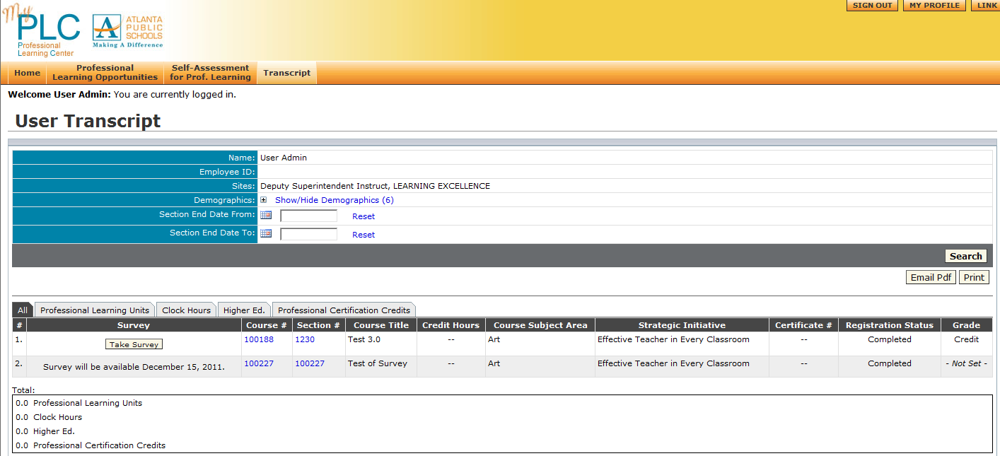 SIGN OUT MY PROFILE LINK
My
PLC
Professional
Learning Center
A
ATLANTA
PUBLIC
SCHOOLS
Making A Difference
Home Professional Learning Opportunities Self-Assessment for Prof. Learning Transcript
Welcome User Admin: You are currently logged in.
User Transcript
Name: User Admin
Employee ID:
Sites: Deputy Superintendent Instruct, LEARNING EXCELLENCE
Demographics: Show/Hide Demographics (6)
Section End Date From: Reset
Section End Date To: Reset
Search
Email Pdf Print
All Professional Learning Units Clock Hours Higher Ed. Professional Certification Credits
# Survey Course # Section # Course Title Credit Hours Course Subject Area Strategic Initiative Certificate # Registration Status Grade
1. Take Survey 100188 1230 Test 3.0 -- Art Effective Teacher in Every Classroom -- Completed Credit
2. Survey will be available December 15, 2011. 100227 100227 Test of Survey -- Art Effective Teacher in Every Classroom -- Completed - Not Set -
Total:
0.0 Professional Learning Units
0.0 Clock Hours
0.0 Higher Ed.
0.0 Professional Certification Credits